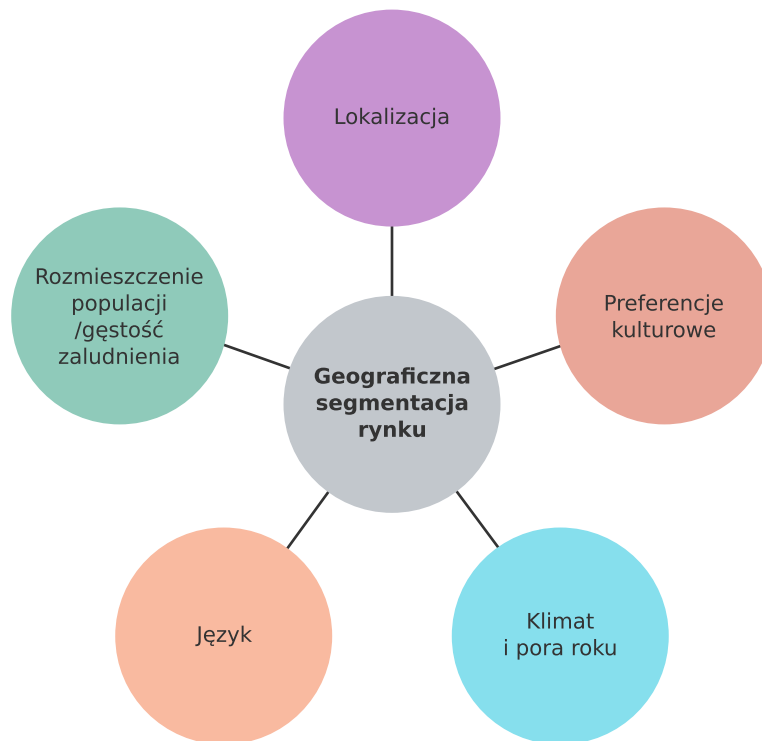 Lokalizacja
Rozmieszczenie
populacji
/gęstość
zaludnienia
Preferencje
kulturowe
Geograficzna
segmentacja
rynku
Język
Klimat
i pora roku